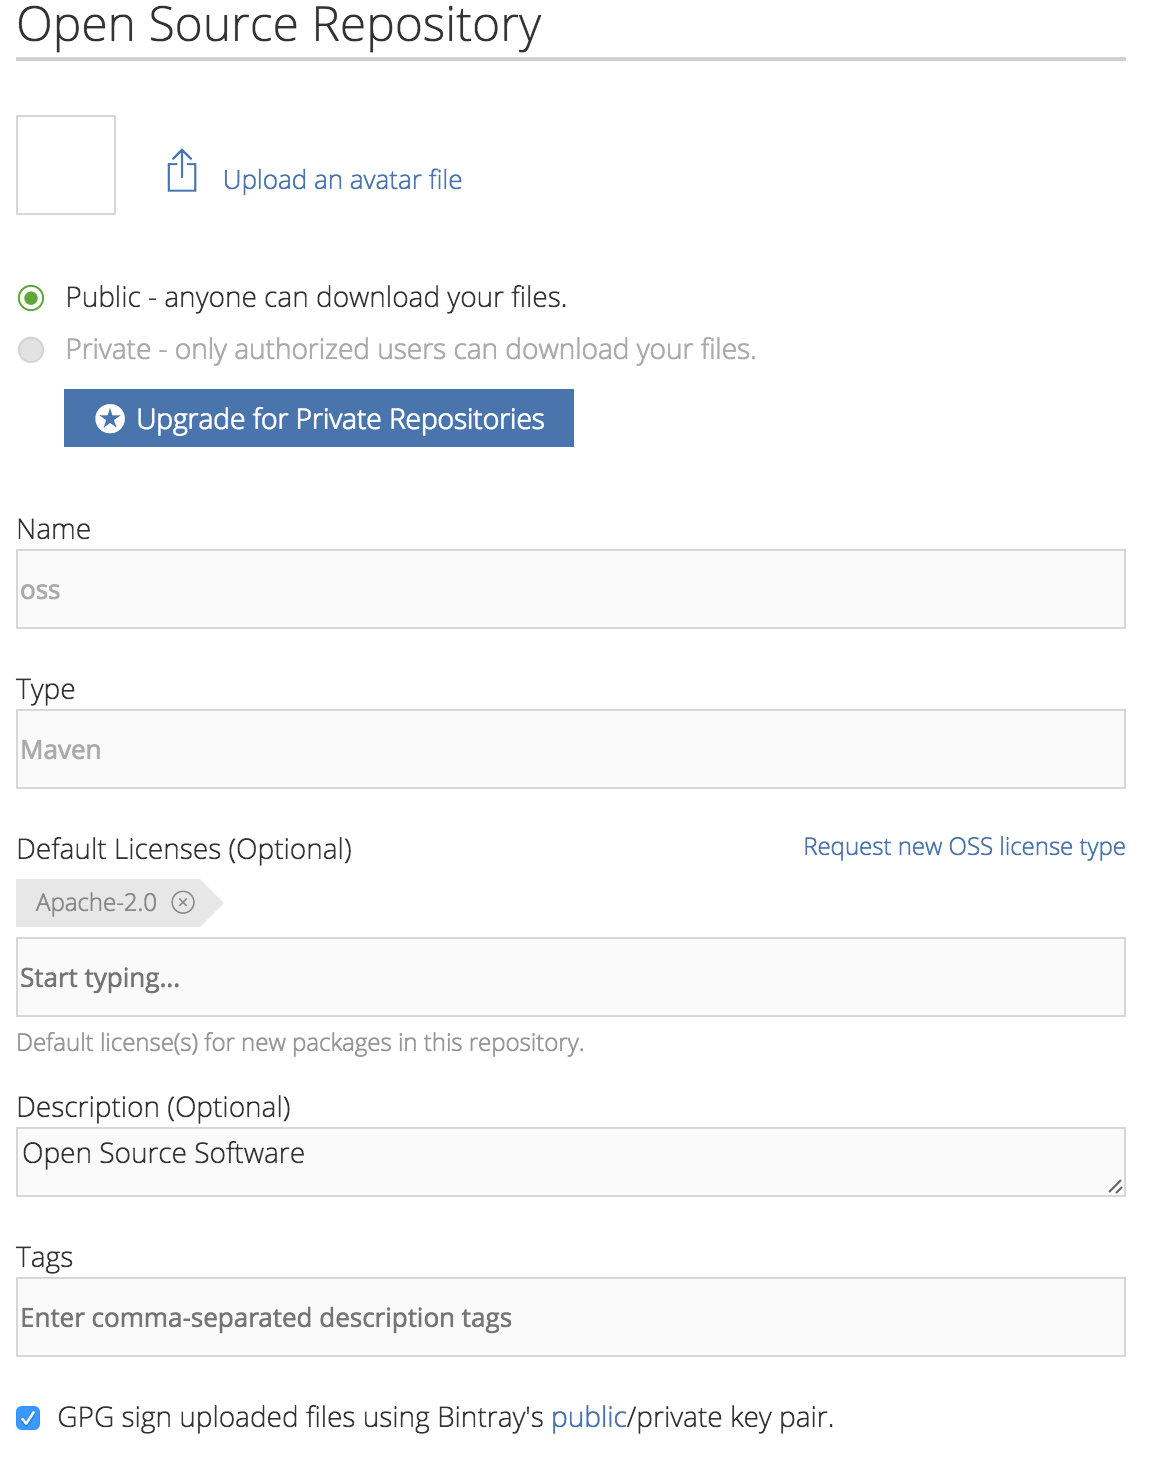 Open Source Repository
Upload an avatar file
Public - anyone can download your files.
Private - only authorized users can download your files.
Upgrade for Private Repositories
Name
oss
Type
Maven
Default Licenses (Optional)
Request new OSS license type
Apache-2.0
Start typing...
Default license(s) for new packages in this repository.
Description (Optional)
Open Source Software
Tags
Enter comma-separated description tags
GPG sign uploaded files using Bintray's public/private key pair.